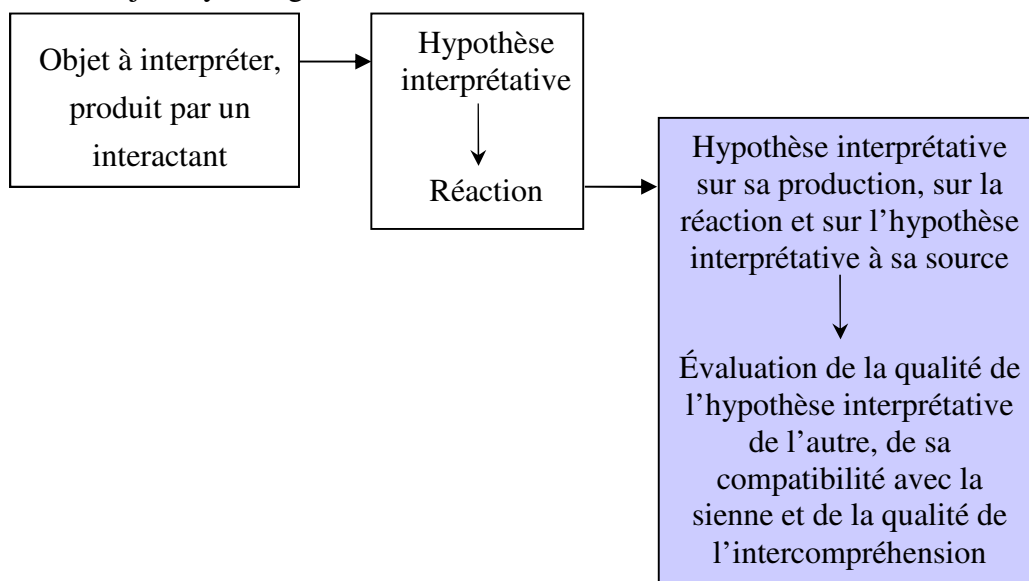 Objet à interpréter,
produit par un
interactant
Hypothèse
interprétative
Réaction
Hypothèse interprétative
sur sa production, sur la
réaction et sur l’hypothèse
interprétative à sa source
Évaluation de la qualité de
l’hypothèse interprétative
de l’autre, de sa
compatibilité avec la
sienne et de la qualité de
l’intercompréhension